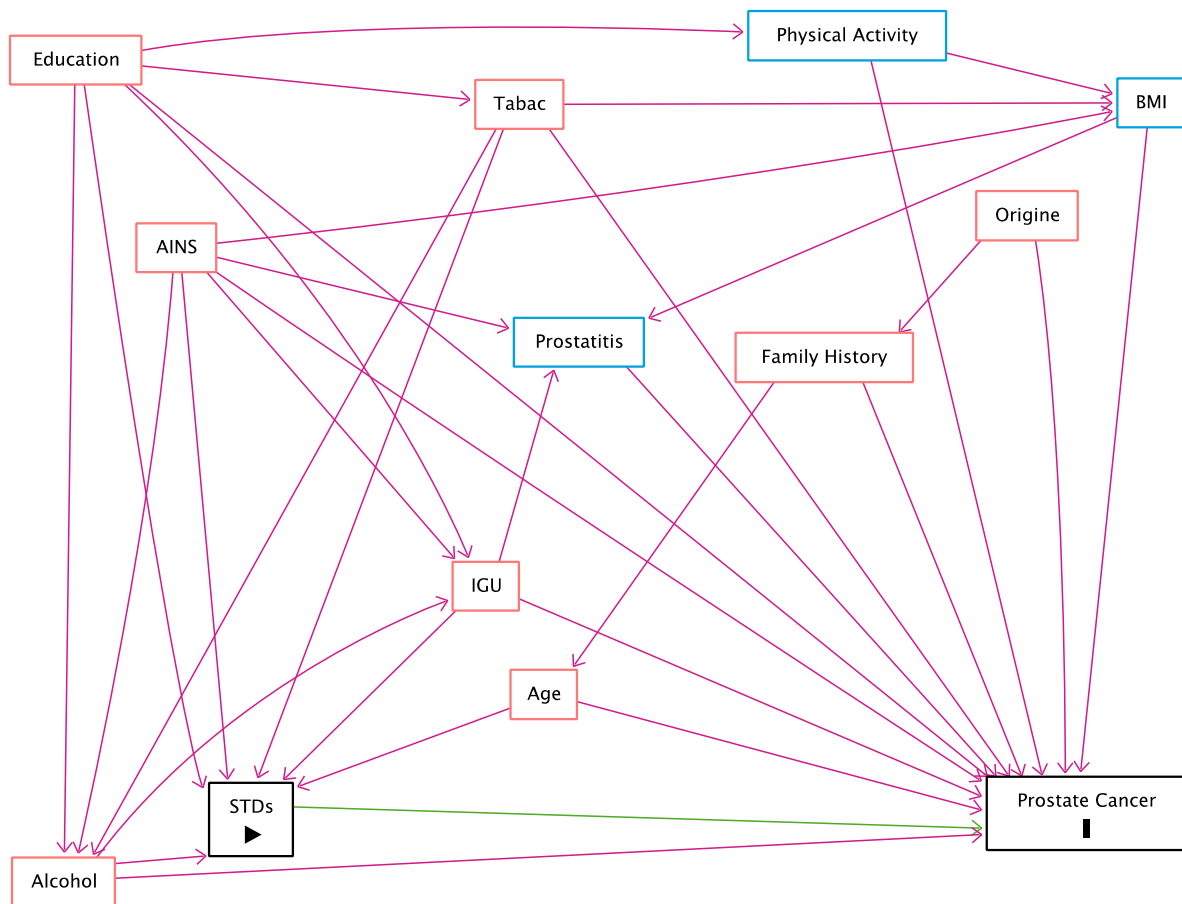 Physical Activity
Education
Tabac
BMI
Origine
AINS
Prostatitis
Family History
IGU
Age
STDs
Prostate Cancer
Alcohol